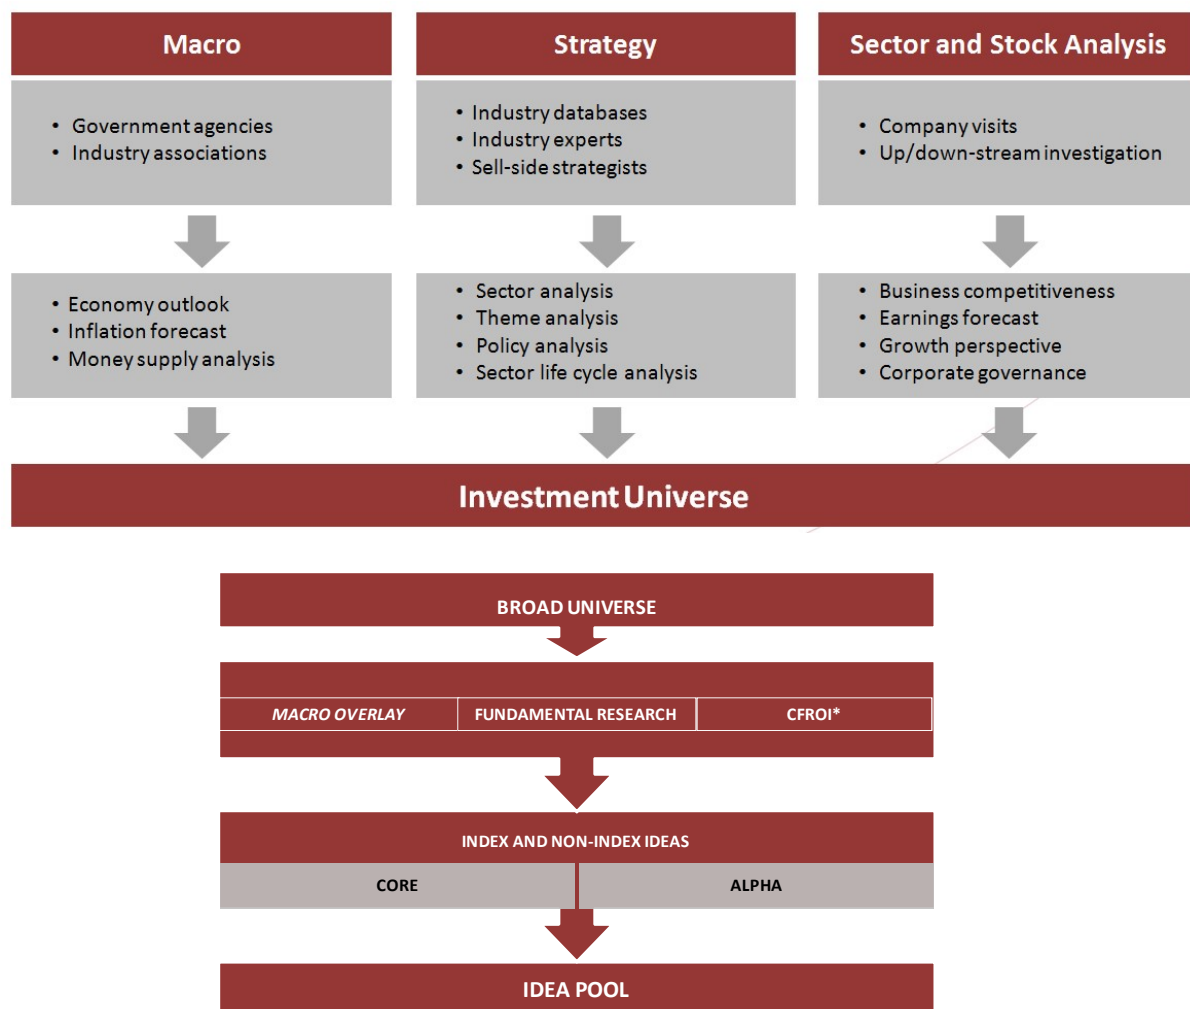 Macro
Strategy
Sector and Stock Analysis
• Government agencies
• Industry associations
• Industry databases
• Industry experts
• Sell-side strategists
• Company visits
• Up/down-stream investigation
• Economy outlook
• Inflation forecast
• Money supply analysis
• Sector analysis
• Theme analysis
• Policy analysis
• Sector life cycle analysis
• Business competitiveness
• Earnings forecast
• Growth perspective
• Corporate governance
Investment Universe
BROAD UNIVERSE
MACRO OVERLAY
FUNDAMENTAL RESEARCH
CFROI*
INDEX AND NON-INDEX IDEAS
CORE
ALPHA
IDEA POOL